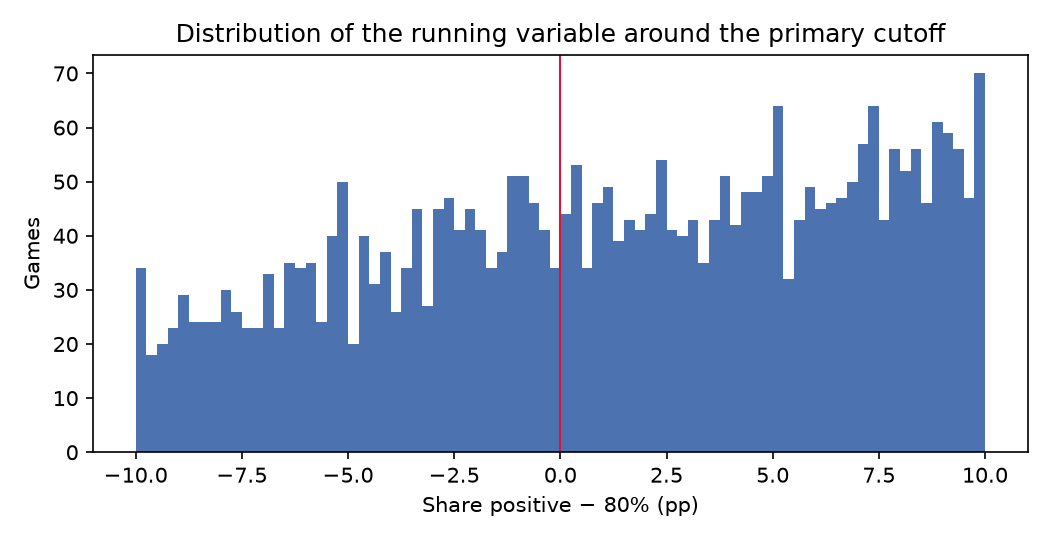 Distribution of the running variable around the primary cutoff
70
60
50
40
30
20
10
0
Games
−10.0 −7.5 −5.0 −2.5 0.0 2.5 5.0 7.5 10.0
Share positive − 80% (pp)